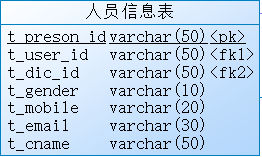 人员信息表
t_preson_id varchar(50) <pk>
t_user_id varchar(50) <fk1>
t_dic_id varchar(50) <fk2>
t_gender varchar(10)
t_mobile varchar(20)
t_email varchar(30)
t_cname varchar(50)